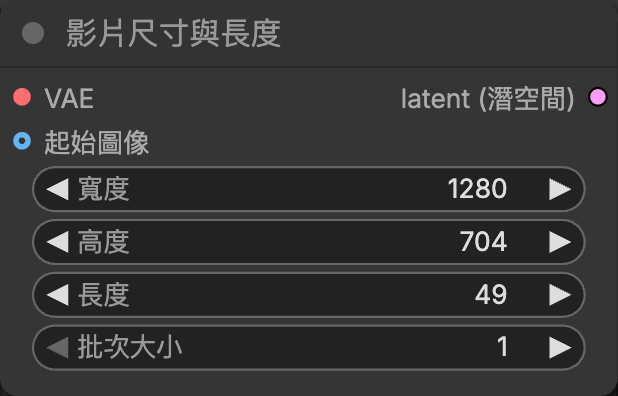 影片尺寸與長度
VAE latent (潛空間)
起始圖像
寬度 1280
高度 704
長度 49
批次大小 1